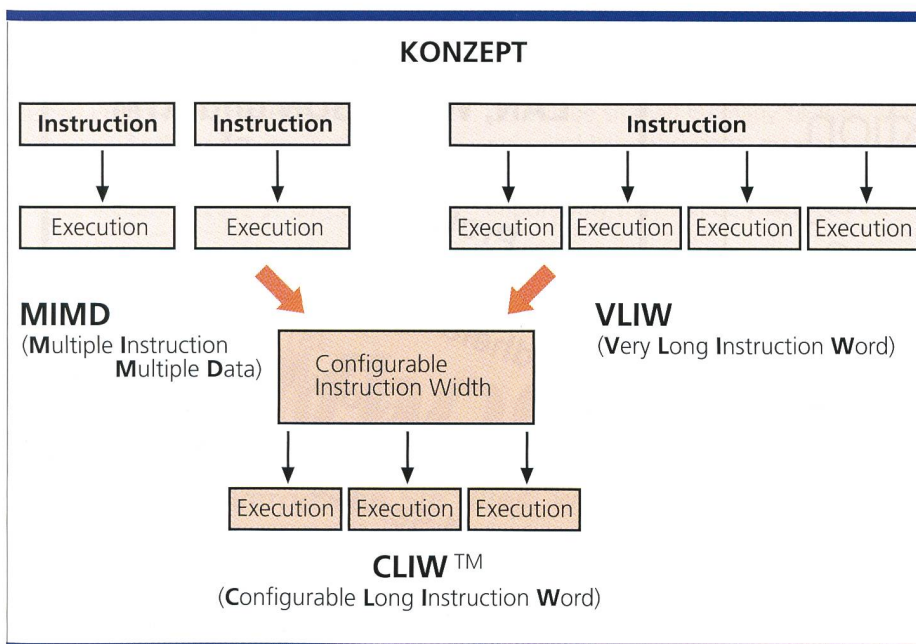 KONZEPT
Instruction Instruction Instruction
Execution Execution Execution Execution Execution Execution
MIMD
(Multiple Instruction
Multiple Data)
VLIW
(Very Long Instruction Word)
Configurable
Instruction Width
Execution Execution Execution
CLIW™
(Configurable Long Instruction Word)